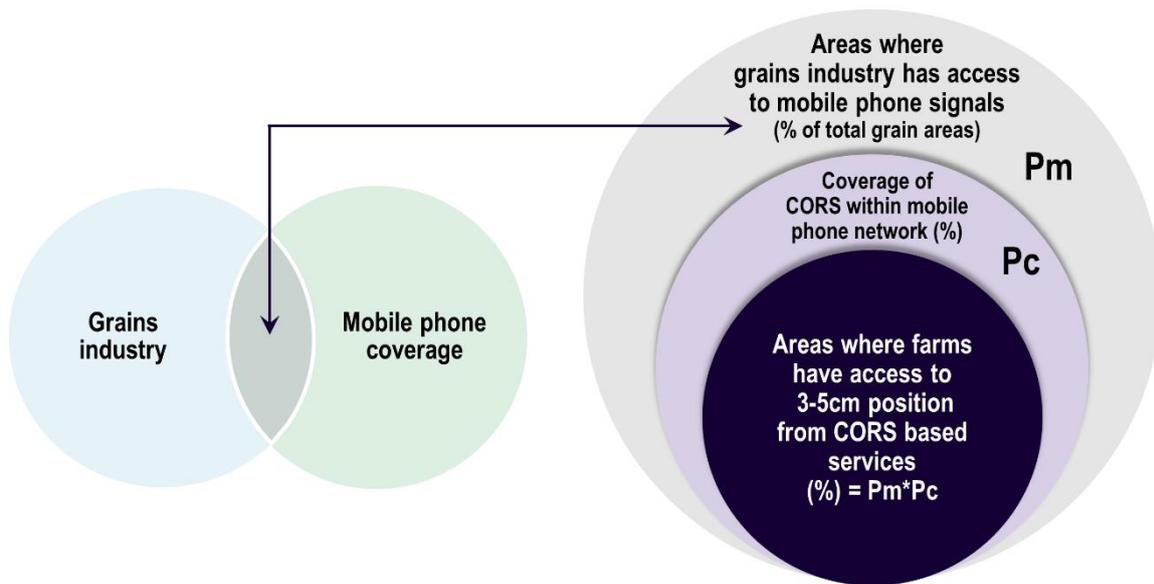 Grains
industry
Mobile phone
coverage
Areas where
grains industry has access
to mobile phone signals
(% of total grain areas)
Pm
Coverage of
CORS within mobile
phone network (%)
Pc
Areas where farms
have access to
3-5cm position
from CORS based
services
(%) = Pm*Pc